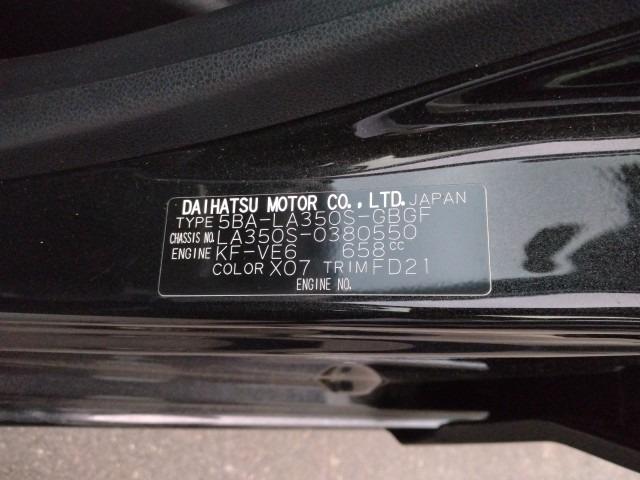 DAIHATSU MOTOR CO.,LTD. JAPAN
TYPE 5BA-LA350S-GBGF
CHASSIS NO. LA350S-0380550
ENGINE KF-VE6 658cc
COLOR X07 TRIM FD21
ENGINE NO.